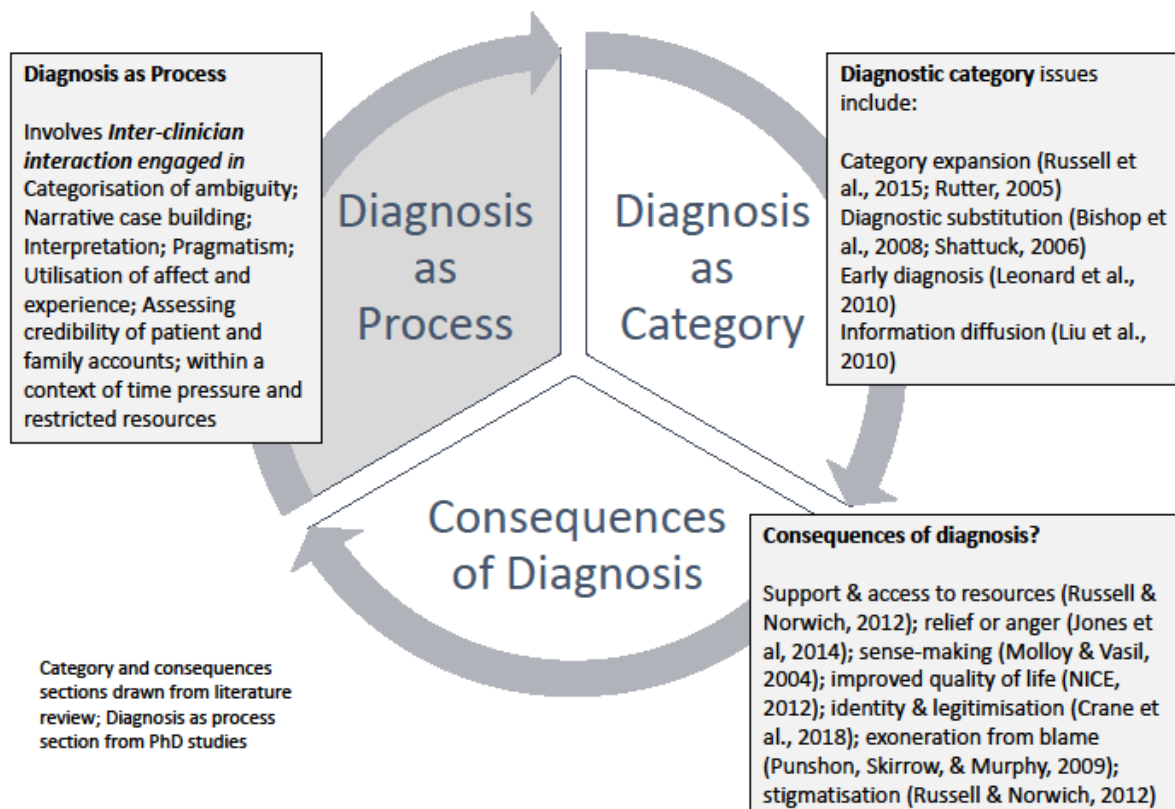 Diagnosis as Process
Involves Inter-clinician
interaction engaged in
Categorisation of ambiguity;
Narrative case building;
Interpretation; Pragmatism;
Utilisation of affect and
experience; Assessing
credibility of patient and
family accounts; within a
context of time pressure and
restricted resources
Diagnosis
as
Process
Diagnosis
as
Category
Diagnostic category issues
include:
Category expansion (Russell et
al., 2015; Rutter, 2005)
Diagnostic substitution (Bishop et
al., 2008; Shattuck, 2006)
Early diagnosis (Leonard et al.,
2010)
Information diffusion (Liu et al.,
2010)
Consequences
of Diagnosis
Consequences of diagnosis?
Support & access to resources (Russell &
Norwich, 2012); relief or anger (Jones et
al, 2014); sense-making (Molloy & Vasil,
2004); improved quality of life (NICE,
2012); identity & legitimisation (Crane et
al., 2018); exoneration from blame
(Punshon, Skirrow, & Murphy, 2009);
stigmatisation (Russell & Norwich, 2012)
Category and consequences
sections drawn from literature
review; Diagnosis as process
section from PhD studies